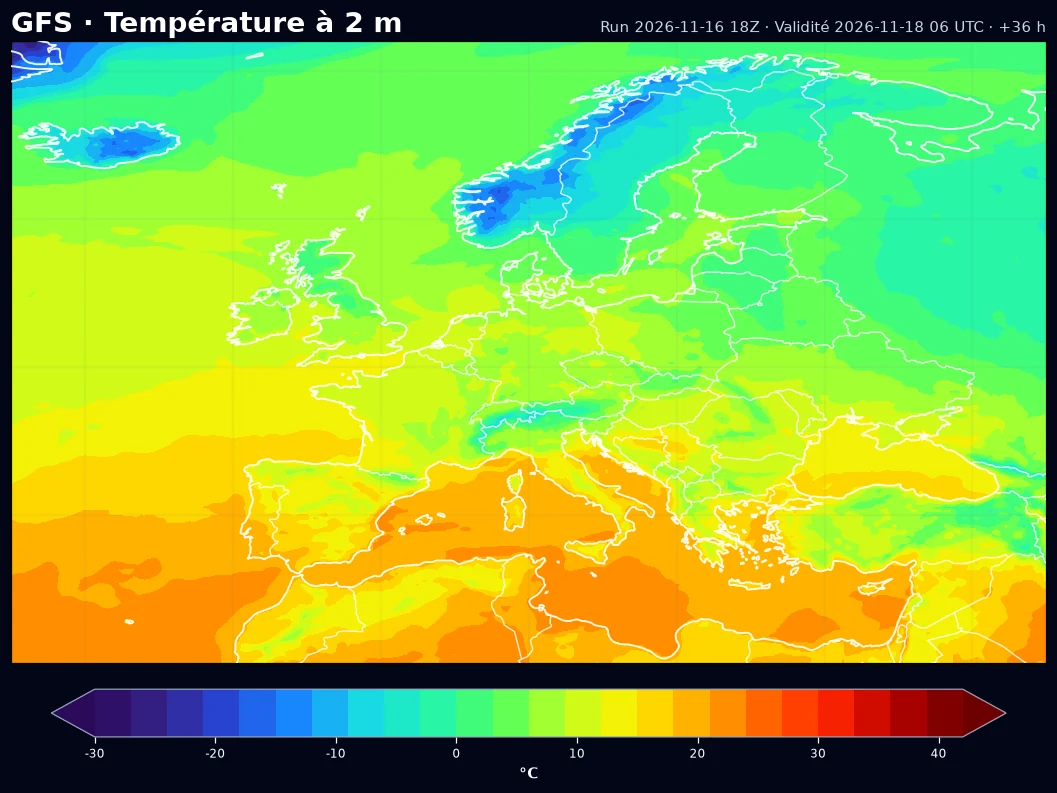 GFS · Température à 2 m
Run 2026-11-16 18Z · Validité 2026-11-18 06 UTC · +36 h
-30 -20 -10 0 10 20 30 40
°C